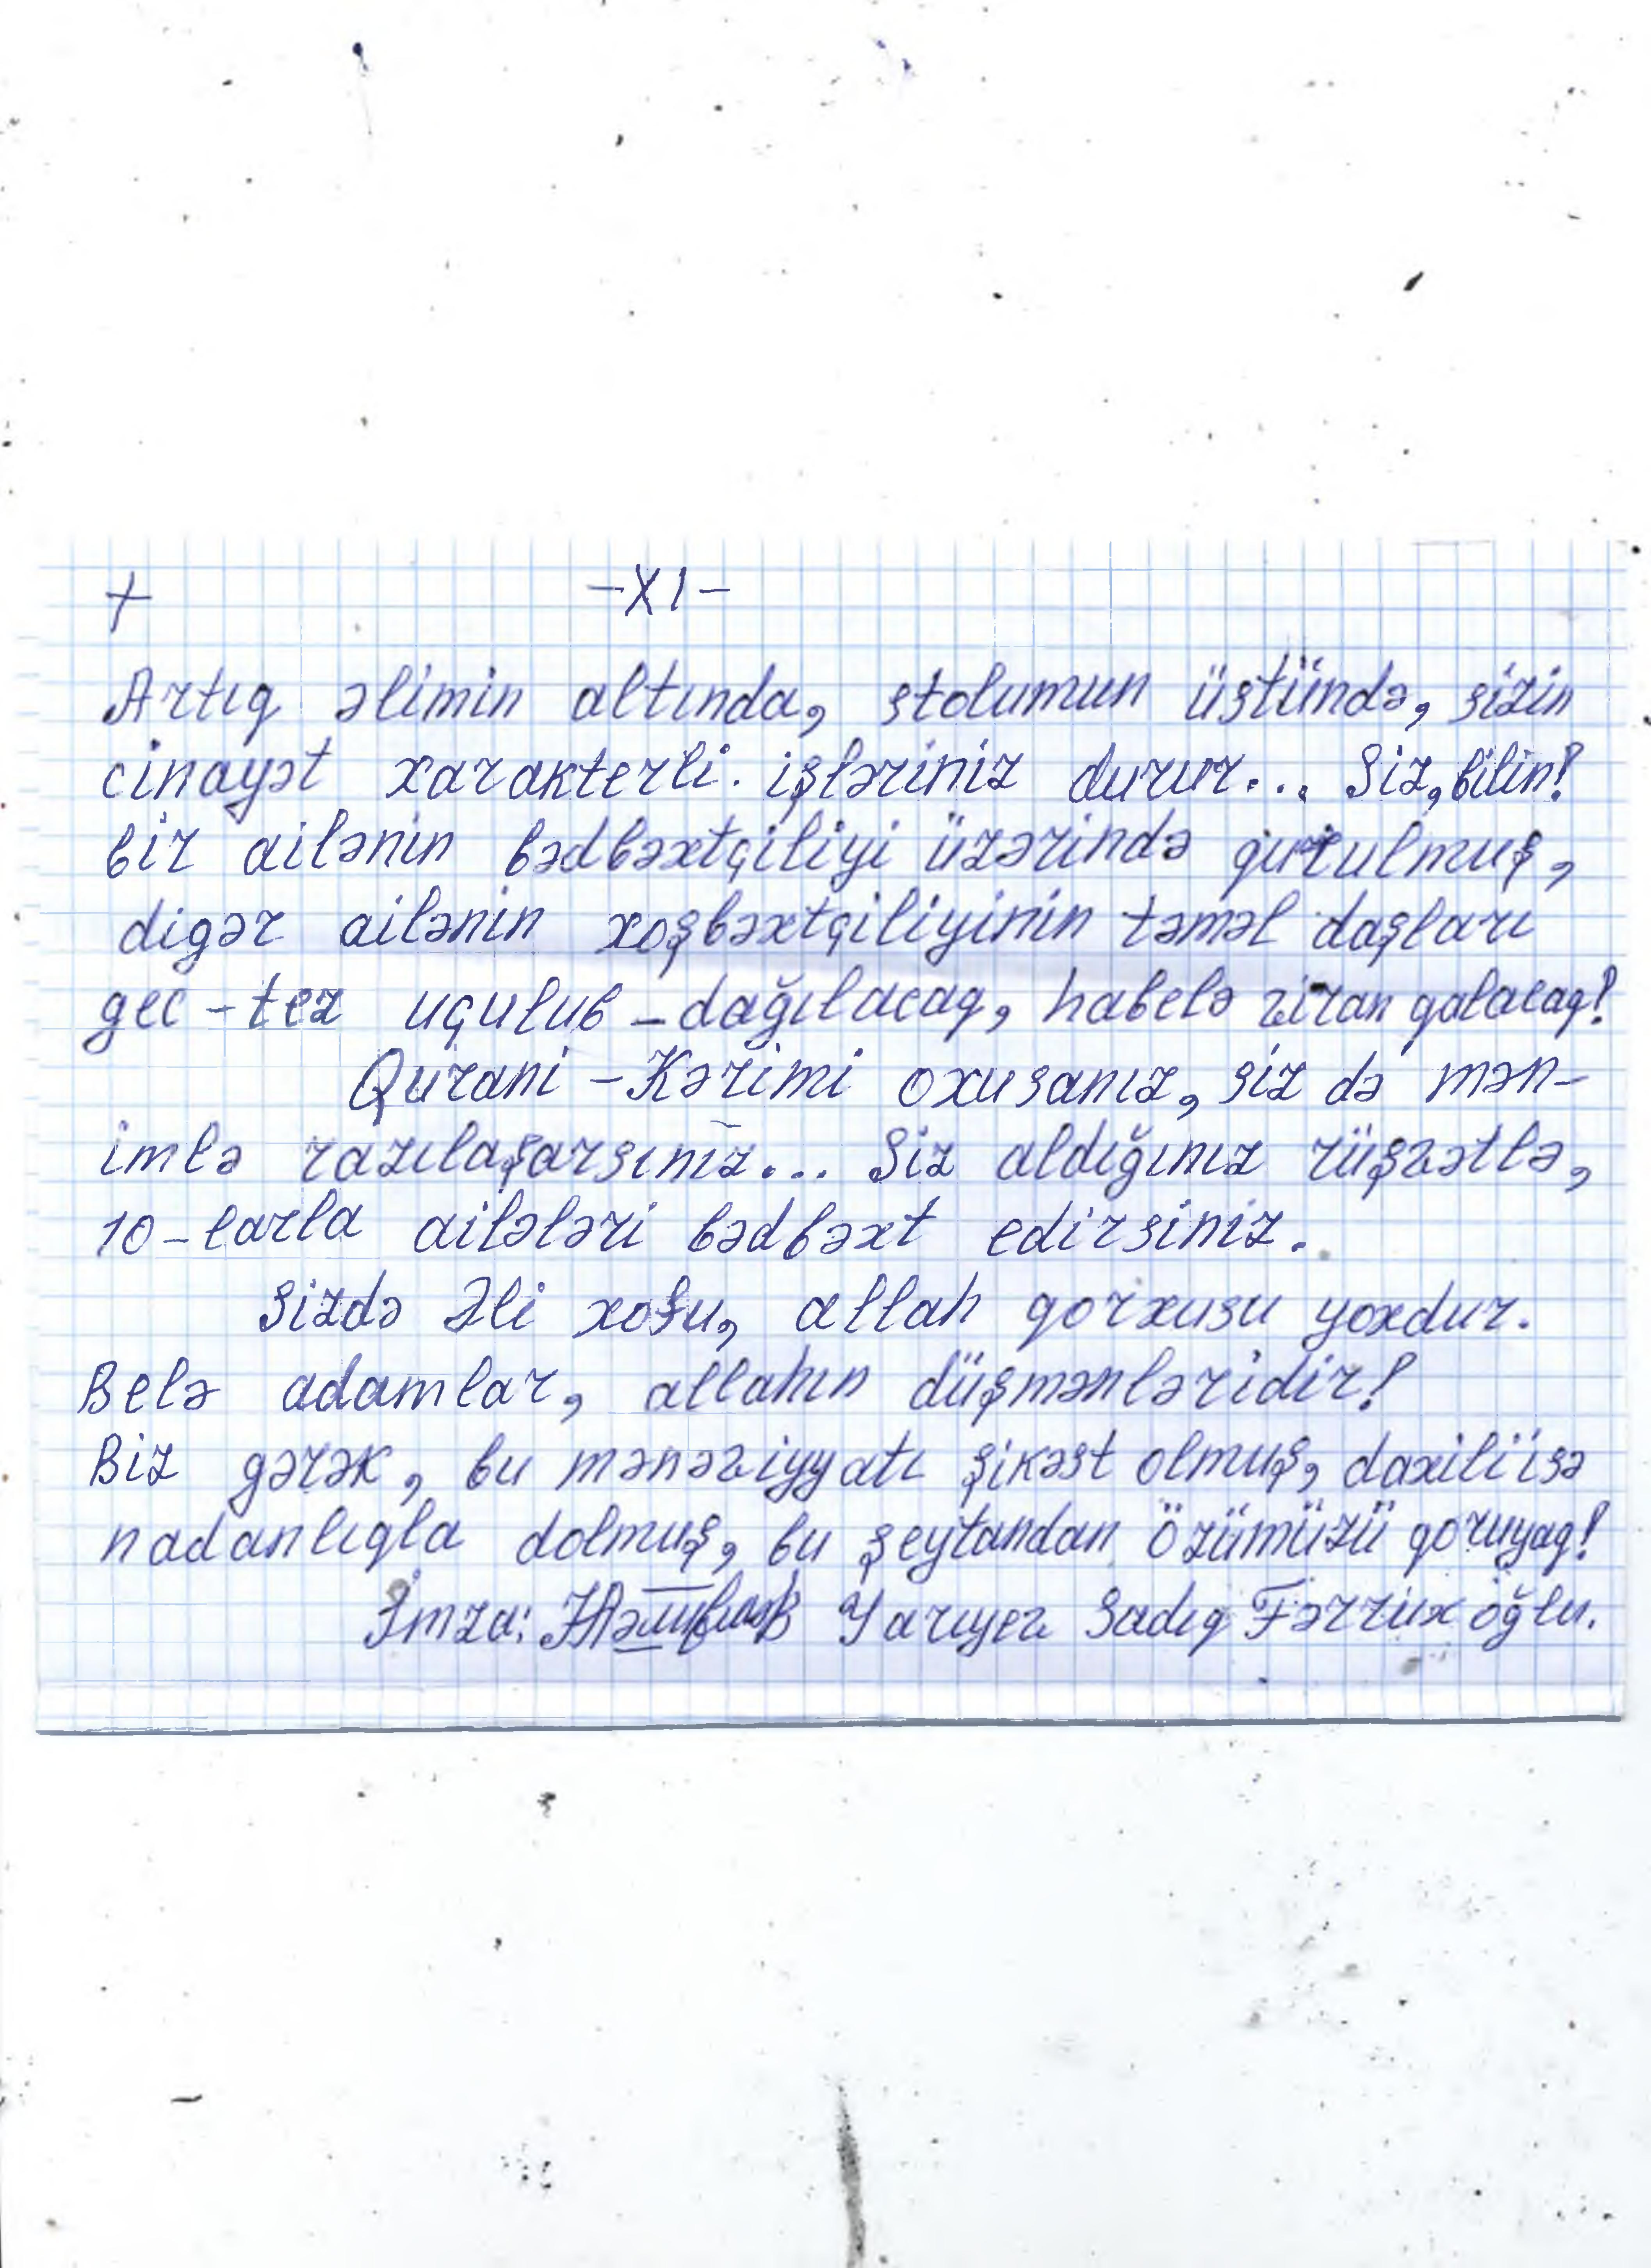 + -XI-
Artıq əlimin altında, stolumun üstündə, sizin
cinayət xarakterli. işləriniz durur... Siz, bilin!
bir ailənin bədbəxtçiliyi üzərində qurulmuş,
digər ailənin xoşbəxtçiliyinin təməl daşları
gec-tez uçulub-dağılacaq, habelə viran qalacaq!
Qurani-Kərimi oxusanız, siz də mən-
imlə razılaşarsınız... Siz aldığınız rüşvətlə,
10-larla ailələri bədbəxt edirsiniz.
Sizdə Əli xofu, allah qorxusu yoxdur.
Belə adamlar, allahın düşmənləridir!
Biz gərək, bu mənəviyyatı şikəst olmuş, daxili isə
nadanlıqla dolmuş, bu şeytandan özümüzü qoruyaq!
İmza: Yarıyev Sadıq Fərrux oğlu.